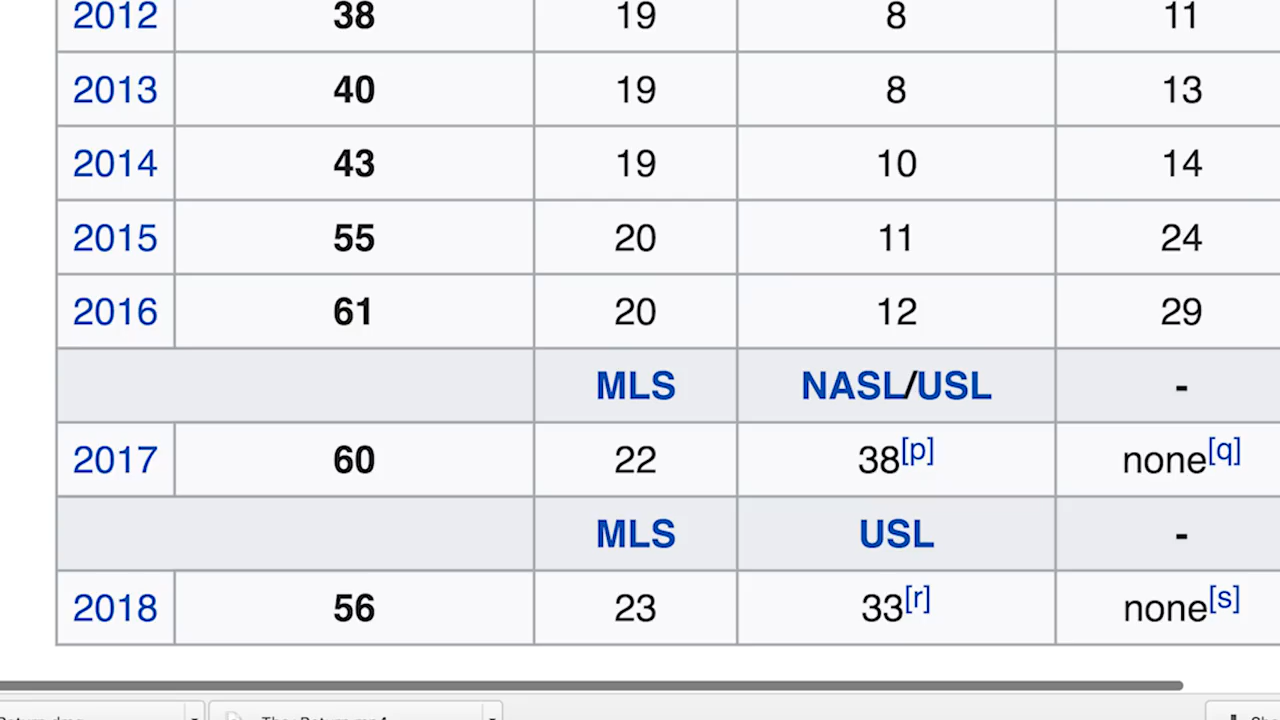 2012 38 19 8 11
2013 40 19 8 13
2014 43 19 10 14
2015 55 20 11 24
2016 61 20 12 29
MLS NASL/USL -
2017 60 22 38[p] none[q]
MLS USL -
2018 56 23 33[r] none[s]